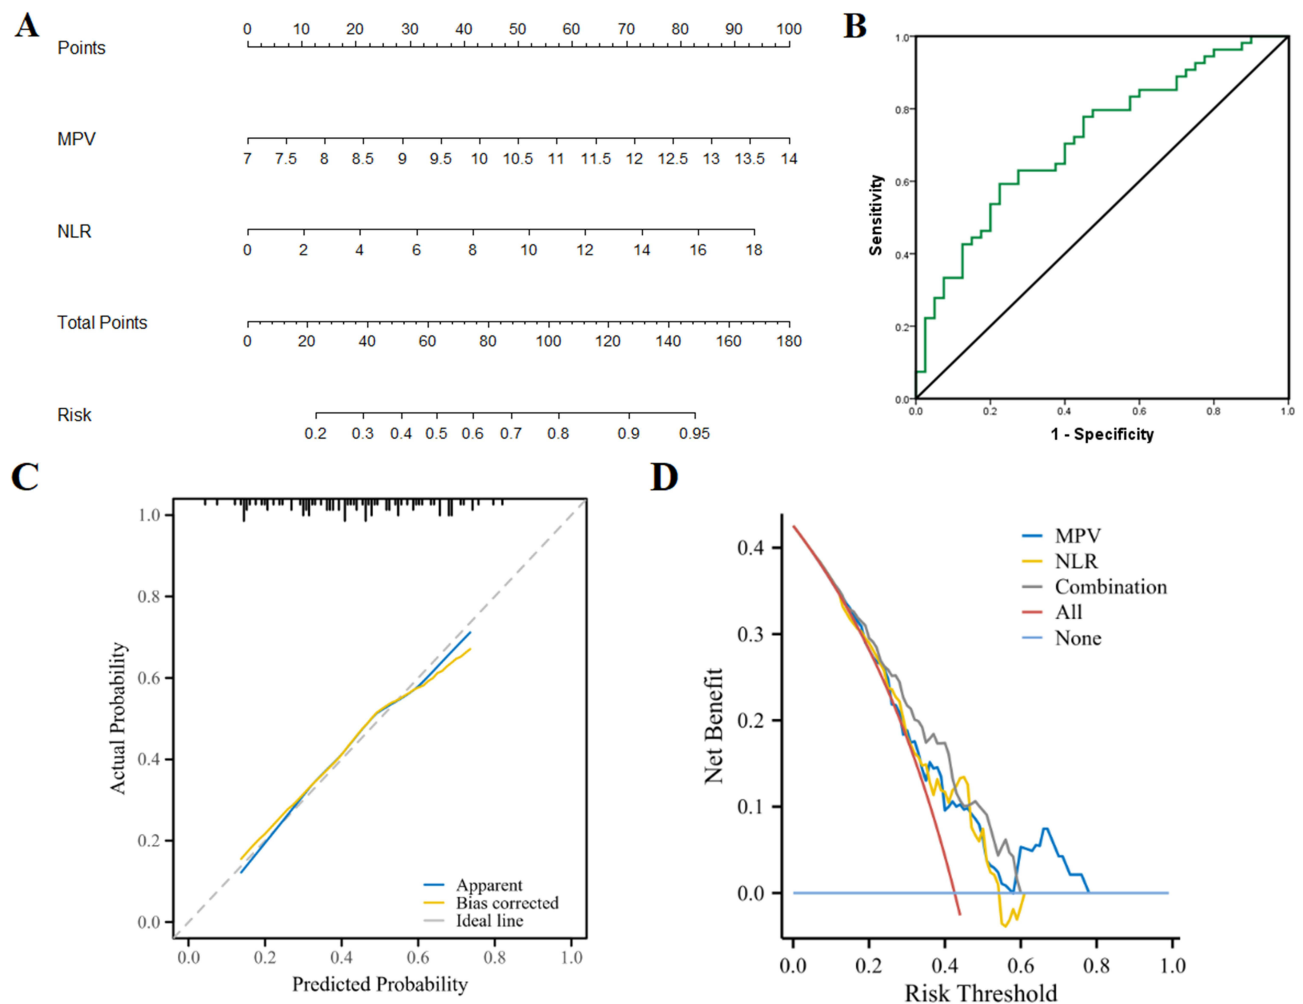 A
Points
0 10 20 30 40 50 60 70 80 90 100
MPV
7 7.5 8 8.5 9 9.5 10 10.5 11 11.5 12 12.5 13 13.5 14
NLR
0 2 4 6 8 10 12 14 16 18
Total Points
0 20 40 60 80 100 120 140 160 180
Risk
0.2 0.3 0.4 0.5 0.6 0.7 0.8 0.9 0.95
B
1.0
0.8
0.6
0.4
0.2
0.0
Sensitivity
0.0 0.2 0.4 0.6 0.8 1.0
1 - Specificity
C
1.0
0.8
0.6
0.4
0.2
0.0
Actual Probability
Apparent
Bias corrected
Ideal line
0.0 0.2 0.4 0.6 0.8 1.0
Predicted Probability
D
0.4
0.3
0.2
0.1
0.0
Net Benefit
MPV
NLR
Combination
All
None
0.0 0.2 0.4 0.6 0.8 1.0
Risk Threshold